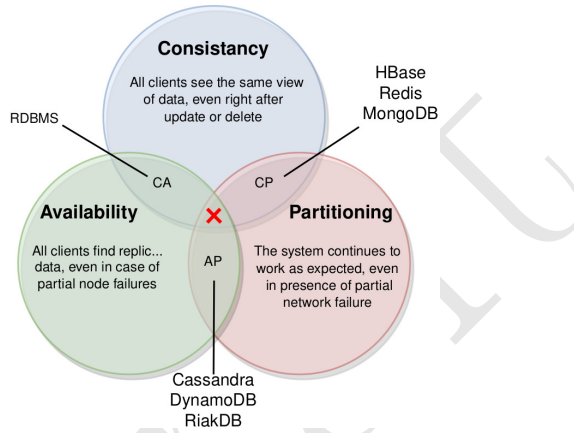 Consistancy
All clients see the same view
of data, even right after
update or delete
HBase
Redis
MongoDB
RDBMS
CA
CP
Availability
Partitioning
All clients find replic...
data, even in case of
partial node failures
AP
The system continues to
work as expected, even
in presence of partial
network failure
Cassandra
DynamoDB
RiakDB